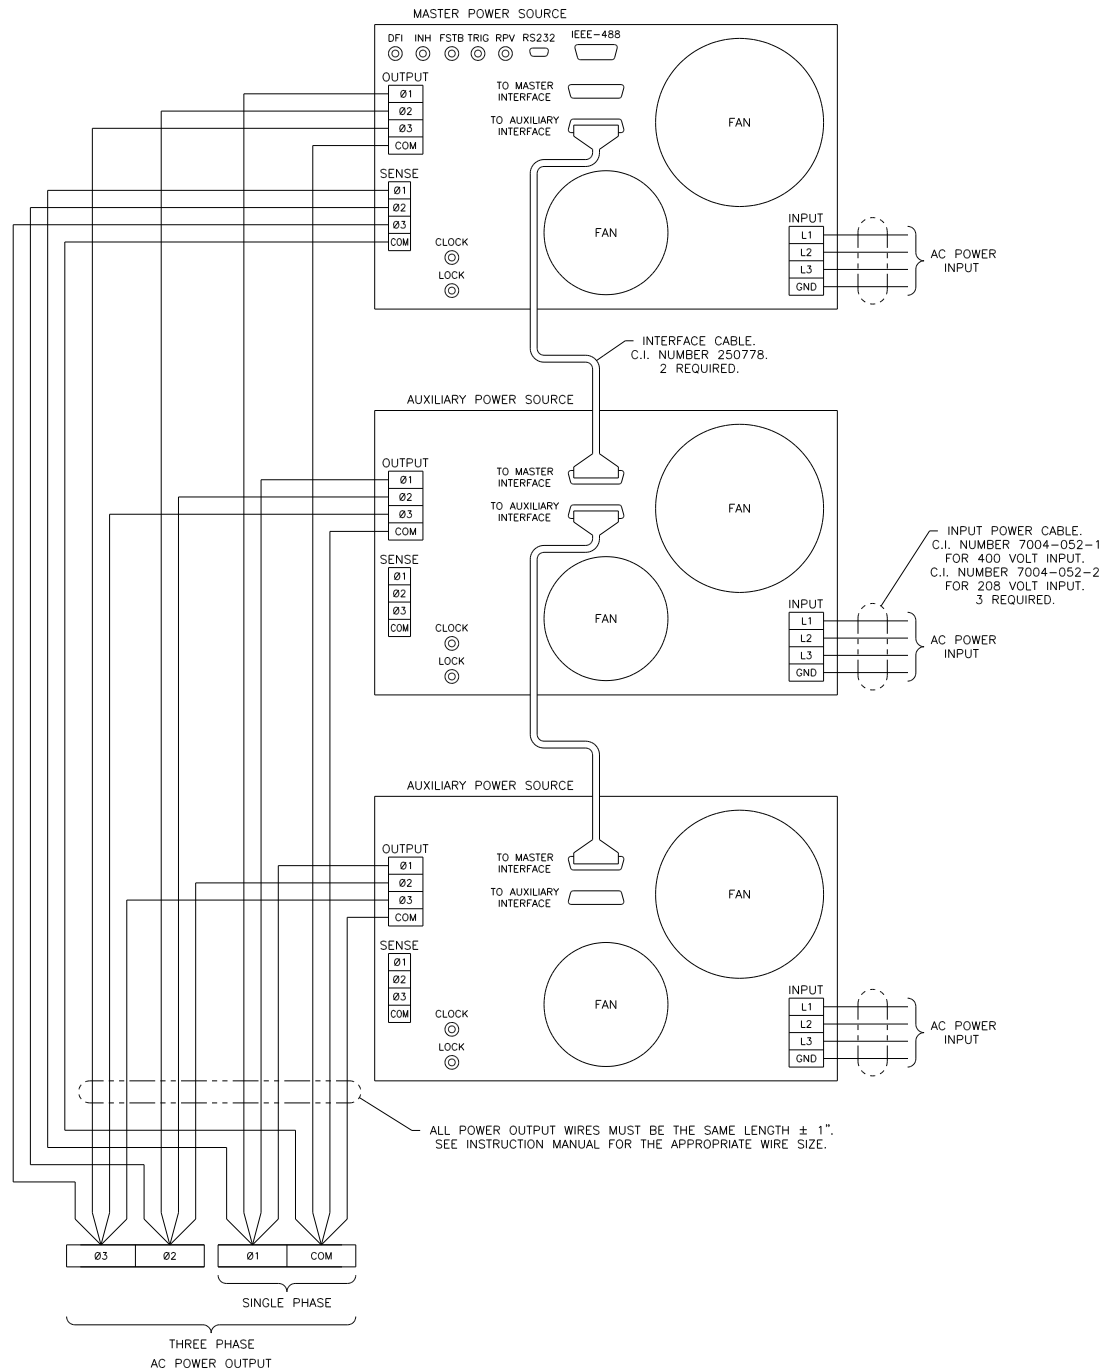 MASTER POWER SOURCE
DFI INH FSTB TRIG RPV RS232 IEEE-488
OUTPUT
Ø1
Ø2
Ø3
COM
TO MASTER
INTERFACE
TO AUXILIARY
INTERFACE
FAN
SENSE
Ø1
Ø2
Ø3
COM
CLOCK
LOCK
FAN
INPUT
L1
L2
L3
GND
AC POWER
INPUT
INTERFACE CABLE.
C.I. NUMBER 250778.
2 REQUIRED.
AUXILIARY POWER SOURCE
OUTPUT
Ø1
Ø2
Ø3
COM
TO MASTER
INTERFACE
TO AUXILIARY
INTERFACE
FAN
SENSE
Ø1
Ø2
Ø3
COM
CLOCK
LOCK
FAN
INPUT
L1
L2
L3
GND
INPUT POWER CABLE.
C.I. NUMBER 7004-052-1
FOR 400 VOLT INPUT.
C.I. NUMBER 7004-052-2
FOR 208 VOLT INPUT.
3 REQUIRED.
AC POWER
INPUT
AUXILIARY POWER SOURCE
OUTPUT
Ø1
Ø2
Ø3
COM
TO MASTER
INTERFACE
TO AUXILIARY
INTERFACE
FAN
SENSE
Ø1
Ø2
Ø3
COM
CLOCK
LOCK
FAN
INPUT
L1
L2
L3
GND
AC POWER
INPUT
ALL POWER OUTPUT WIRES MUST BE THE SAME LENGTH ± 1".
SEE INSTRUCTION MANUAL FOR THE APPROPRIATE WIRE SIZE.
Ø3 Ø2 Ø1 COM
SINGLE PHASE
THREE PHASE
AC POWER OUTPUT